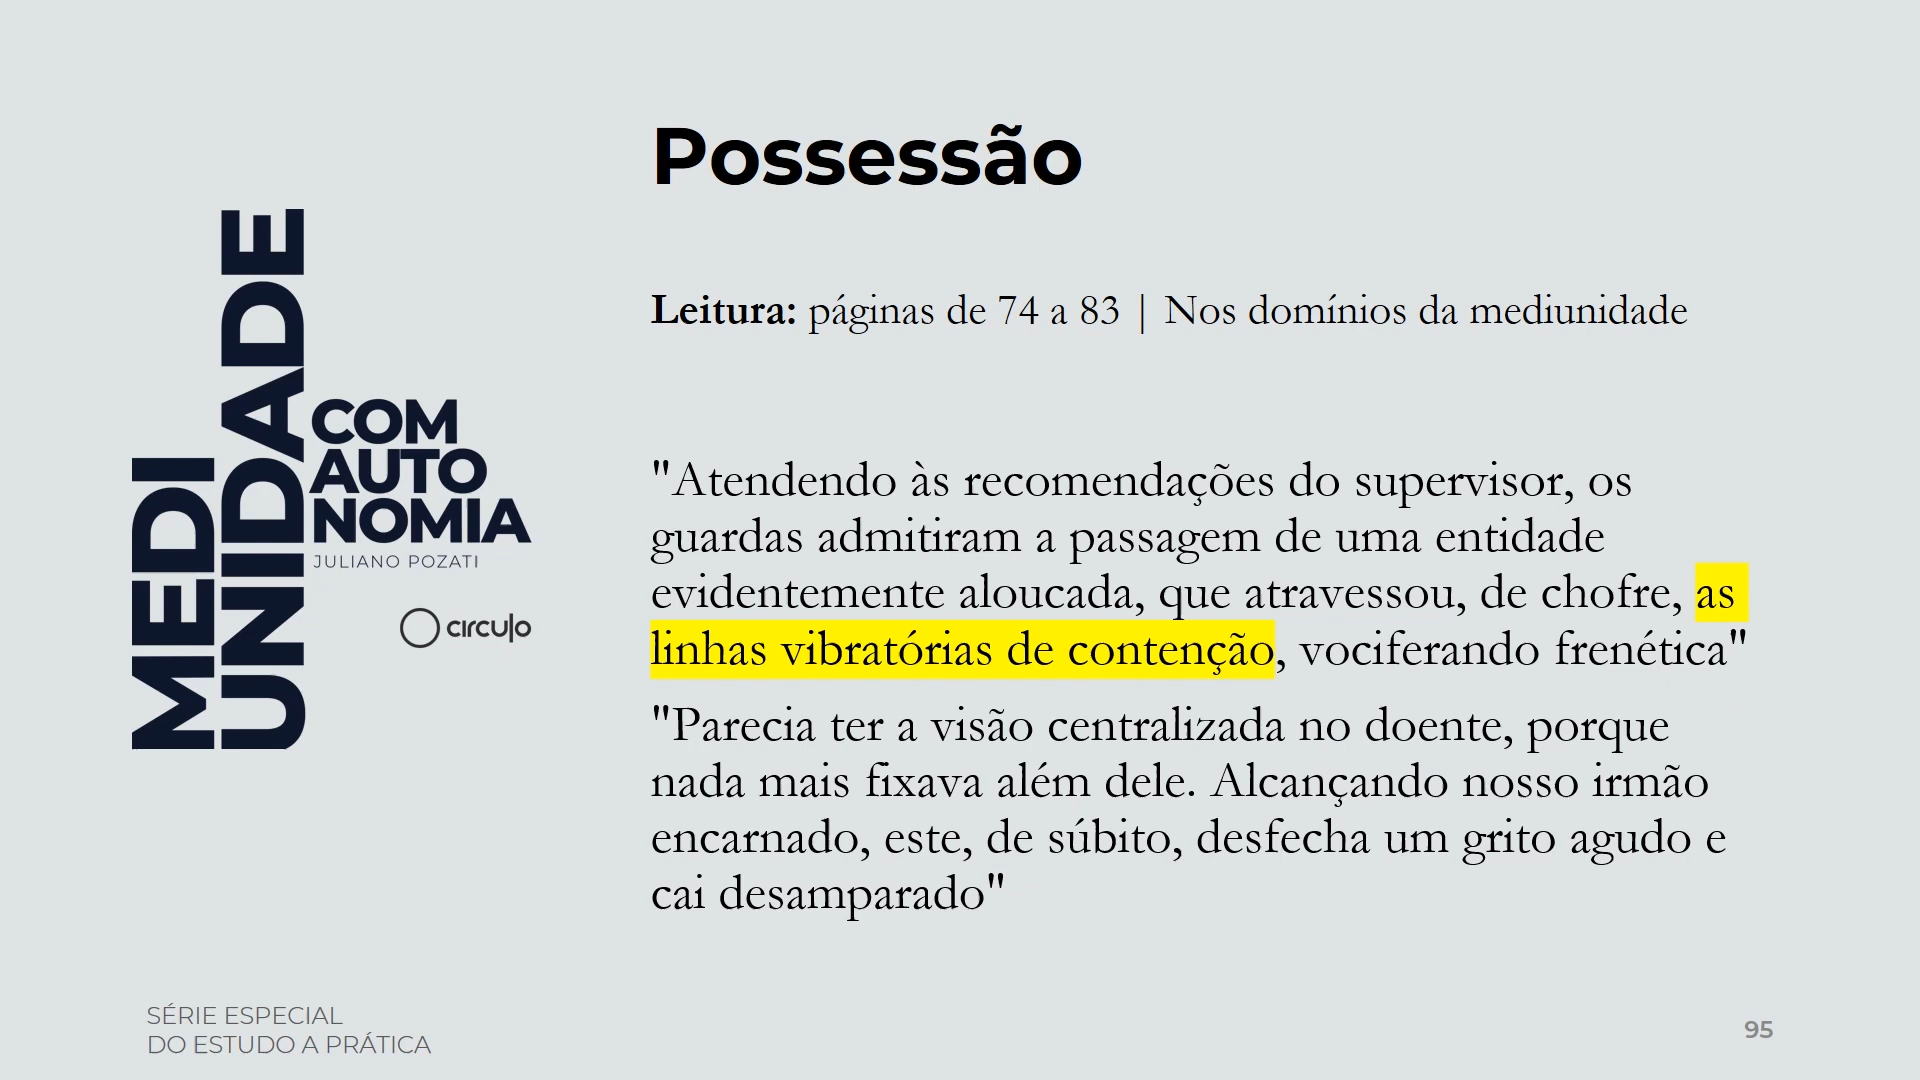 Possessão
Leitura: páginas de 74 a 83 | Nos domínios da mediunidade
MEDI
UNIDADE
COM
AUTO
NOMIA
JULIANO POZATI
circulo
"Atendendo às recomendações do supervisor, os
guardas admitiram a passagem de uma entidade
evidentemente aloucada, que atravessou, de chofre, as
linhas vibratórias de contenção, vociferando frenética"
"Parecia ter a visão centralizada no doente, porque
nada mais fixava além dele. Alcançando nosso irmão
encarnado, este, de súbito, desfecha um grito agudo e
cai desamparado"
SÉRIE ESPECIAL
DO ESTUDO A PRÁTICA
95